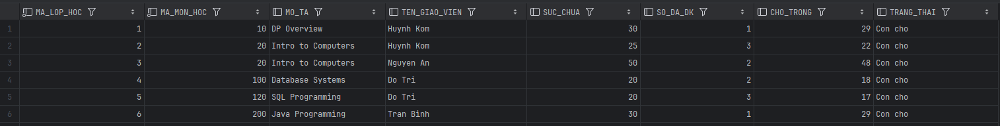 MA_LOP_HOC MA_MON_HOC MO_TA TEN_GIAO_VIEN SUC_CHUA SO_DA_DK CHO_TRONG TRANG_THAI
1 1 10 DP Overview Huynh Kom 30 1 29 Con cho
2 2 20 Intro to Computers Huynh Kom 25 3 22 Con cho
3 3 20 Intro to Computers Nguyen An 50 2 48 Con cho
4 4 100 Database Systems Do Tri 20 2 18 Con cho
5 5 120 SQL Programming Do Tri 20 3 17 Con cho
6 6 200 Java Programming Tran Binh 30 1 29 Con cho